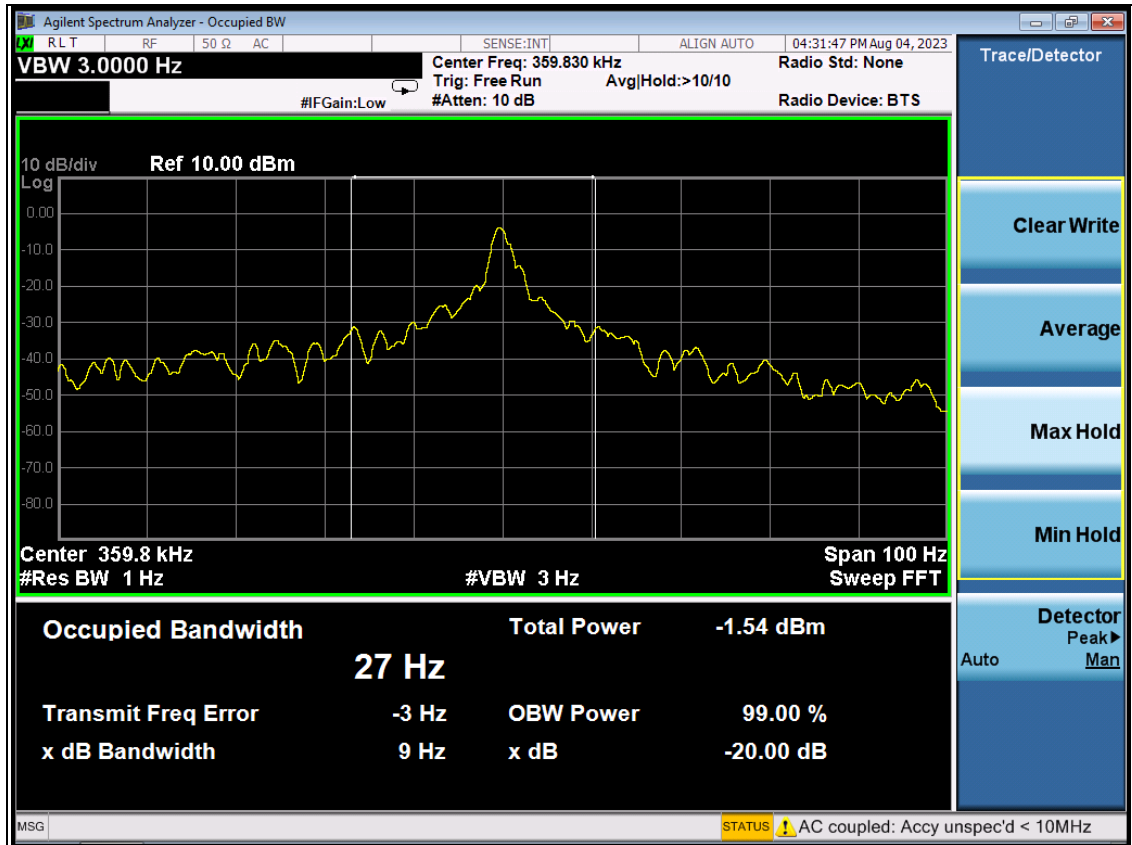 Agilent Spectrum Analyzer - Occupied BW
LXI RLT RF 50 Ω AC SENSE:INT ALIGN AUTO 04:31:47 PM Aug 04, 2023
VBW 3.0000 Hz Center Freq: 359.830 kHz Radio Std: None
Trig: Free Run Avg|Hold:>10/10
#IFGain:Low #Atten: 10 dB Radio Device: BTS
10 dB/div Ref 10.00 dBm
Log
0.00
-10.0
-20.0
-30.0
-40.0
-50.0
-60.0
-70.0
-80.0
Center 359.8 kHz Span 100 Hz
#Res BW 1 Hz #VBW 3 Hz Sweep FFT
Occupied Bandwidth Total Power -1.54 dBm
27 Hz
Transmit Freq Error -3 Hz OBW Power 99.00 %
x dB Bandwidth 9 Hz x dB -20.00 dB
Trace/Detector
Clear Write
Average
Max Hold
Min Hold
Detector
Peak▶
Auto Man
MSG STATUS ! AC coupled: Accy unspec'd < 10MHz